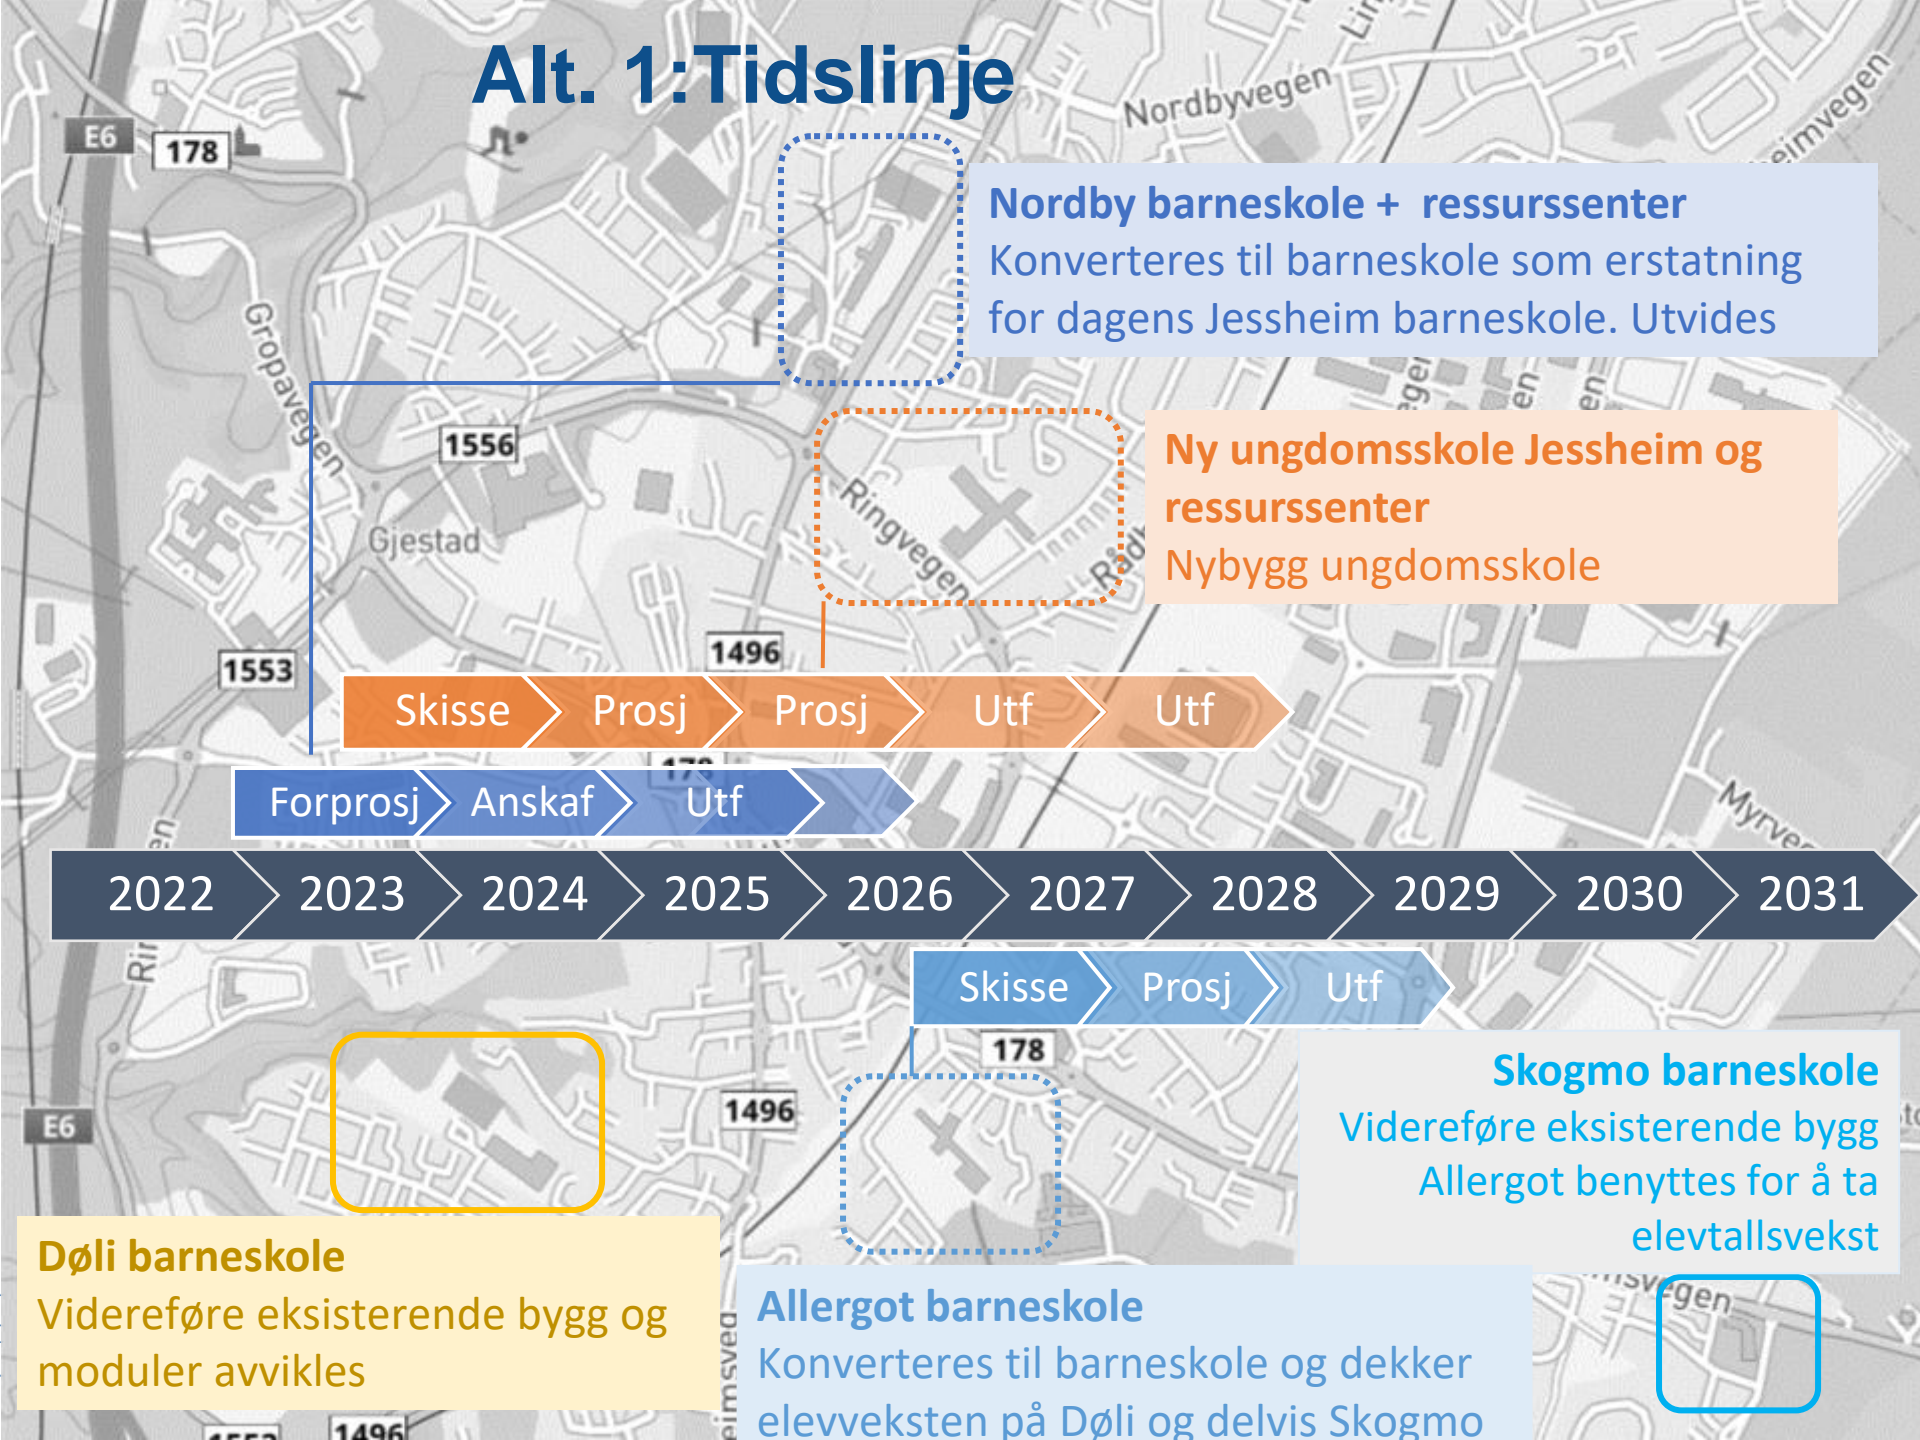 Alt. 1:Tidslinje
Nordbyvegen
E6
178
Nordby barneskole + ressurssenter
Konverteres til barneskole som erstatning
for dagens Jessheim barneskole. Utvides
Gropavegen
1556
Gjestad
Ringvegen
Ny ungdomsskole Jessheim og
ressurssenter
Nybygg ungdomsskole
1553
1496
Skisse
Prosj
Prosj
Utf
Utf
Forprosj
Anskaf
Utf
2022
2023
2024
2025
2026
2027
2028
2029
2030
2031
Skisse
Prosj
Utf
178
E6
1496
Skogmo barneskole
Videreføre eksisterende bygg
Allergot benyttes for å ta
elevtallsvekst
Døli barneskole
Videreføre eksisterende bygg og
moduler avvikles
Allergot barneskole
Konverteres til barneskole og dekker
elevveksten på Døli og delvis Skogmo
1496